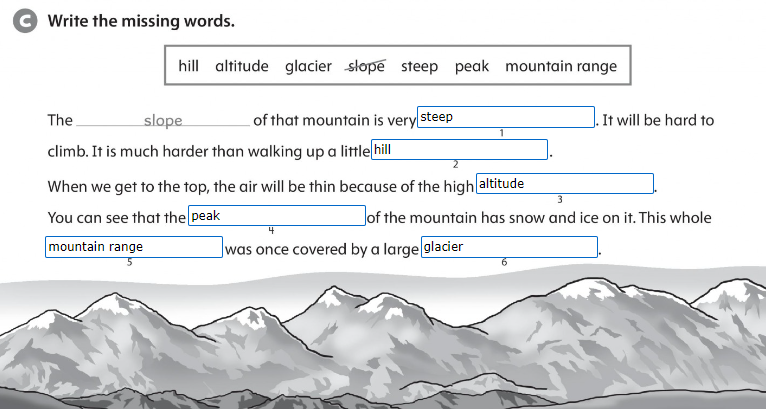 C Write the missing words.
hill altitude glacier slope steep peak mountain range
The slope of that mountain is very steep. It will be hard to
1
climb. It is much harder than walking up a little hill.
2
When we get to the top, the air will be thin because of the high altitude.
3
You can see that the peak of the mountain has snow and ice on it. This whole
4
mountain range was once covered by a large glacier.
5 6